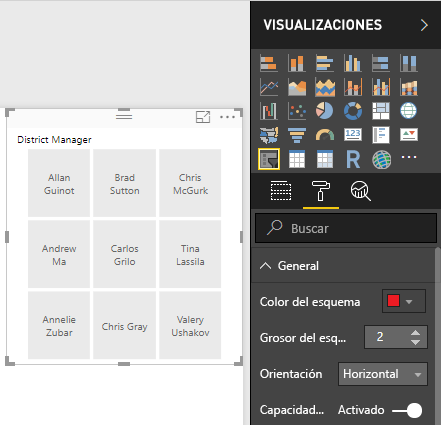 VISUALIZACIONES
123
R
District Manager
Allan
Guinot
Brad
Sutton
Chris
McGurk
Andrew
Ma
Carlos
Grilo
Tina
Lassila
Annelie
Zubar
Chris Gray
Valery
Ushakov
Buscar
General
Color del esquema
Grosor del esq... 2
Orientación Horizontal
Capacidad... Activado